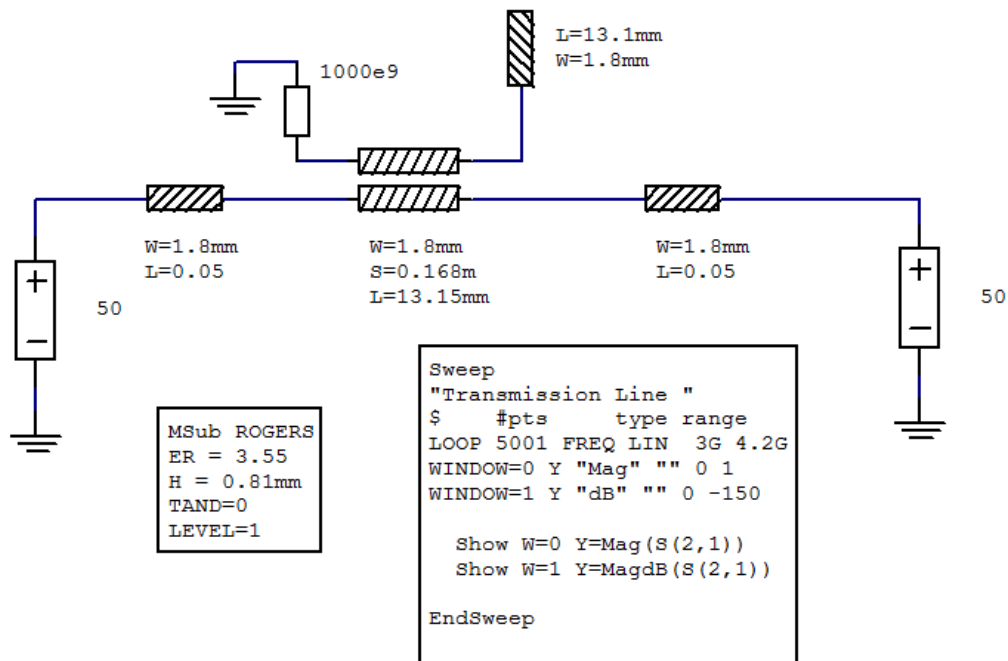 L=13.1mm
W=1.8mm
1000e9
W=1.8mm
L=0.05
W=1.8mm
S=0.168m
L=13.15mm
W=1.8mm
L=0.05
+
−
50
+
−
50
MSub ROGERS
ER = 3.55
H = 0.81mm
TAND=0
LEVEL=1
Sweep
"Transmission Line "
$ #pts type range
LOOP 5001 FREQ LIN 3G 4.2G
WINDOW=0 Y "Mag" "" 0 1
WINDOW=1 Y "dB" "" 0 -150
Show W=0 Y=Mag(S(2,1))
Show W=1 Y=MagdB(S(2,1))
EndSweep